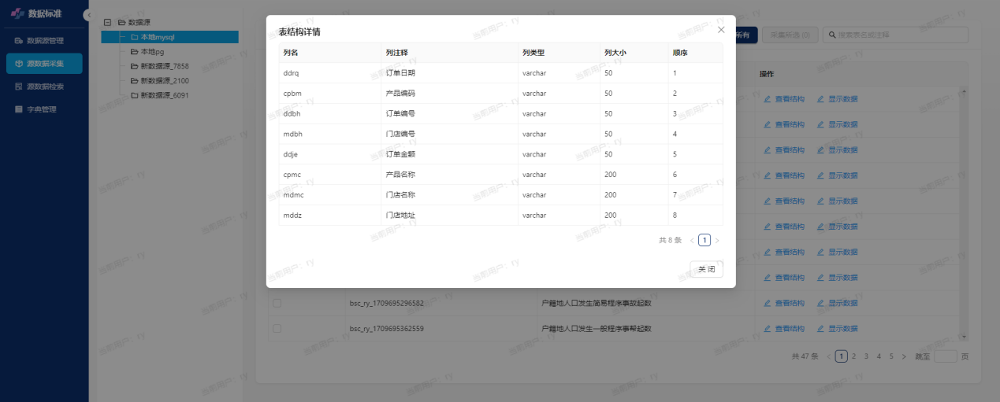 数据标准
数据源管理
源数据采集
源数据检索
字典管理
数据源
本地mysql
本地pg
新数据源_7858
新数据源_2100
新数据源_6091
所有
采集所选 (0)
搜索表名或注释
表结构详情
列名 列注释 列类型 列大小 顺序
ddrq 订单日期 varchar 50 1
cpbm 产品编码 varchar 50 2
ddbh 订单编号 varchar 50 3
mdbh 门店编号 varchar 50 4
ddje 订单金额 varchar 50 5
cpmc 产品名称 varchar 200 6
mdmc 门店名称 varchar 200 7
mddz 门店地址 varchar 200 8
共 8 条 1
关 闭
操作
查看结构 显示数据
查看结构 显示数据
查看结构 显示数据
查看结构 显示数据
查看结构 显示数据
查看结构 显示数据
查看结构 显示数据
查看结构 显示数据
bsc_ry_1709695296582 户籍地人口发生简易程序事故起数 查看结构 显示数据
bsc_ry_1709695362559 户籍地人口发生一般程序事帮起数 查看结构 显示数据
共 47 条 1 2 3 4 5 跳至 页
当前用户：ry